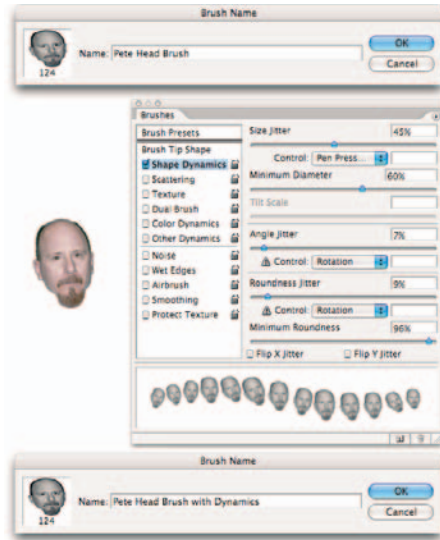 Brush Name
Name: Pete Head Brush
OK
Cancel
124
Brushes
Brush Presets
Brush Tip Shape
Shape Dynamics
Scattering
Texture
Dual Brush
Color Dynamics
Other Dynamics
Noise
Wet Edges
Airbrush
Smoothing
Protect Texture
Size Jitter 45%
Control: Pen Press...
Minimum Diameter 60%
Tilt Scale
Angle Jitter 7%
Control: Rotation
Roundness Jitter 9%
Control: Rotation
Minimum Roundness 96%
Flip X Jitter Flip Y Jitter
Brush Name
Name: Pete Head Brush with Dynamics
OK
Cancel
124